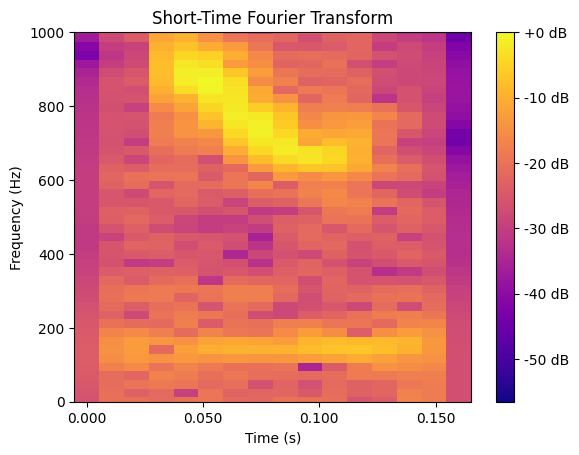 Short-Time Fourier Transform
1000
800
600
400
200
0
Frequency (Hz)
0.000
0.050
0.100
0.150
Time (s)
+0 dB
-10 dB
-20 dB
-30 dB
-40 dB
-50 dB